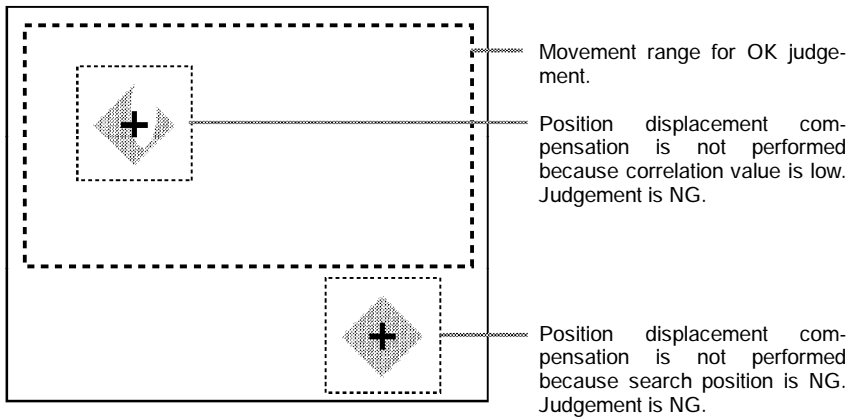 Movement range for OK judge-
ment.
Position displacement com-
pensation is not performed
because correlation value is low.
Judgement is NG.
Position displacement com-
pensation is not performed
because search position is NG.
Judgement is NG.